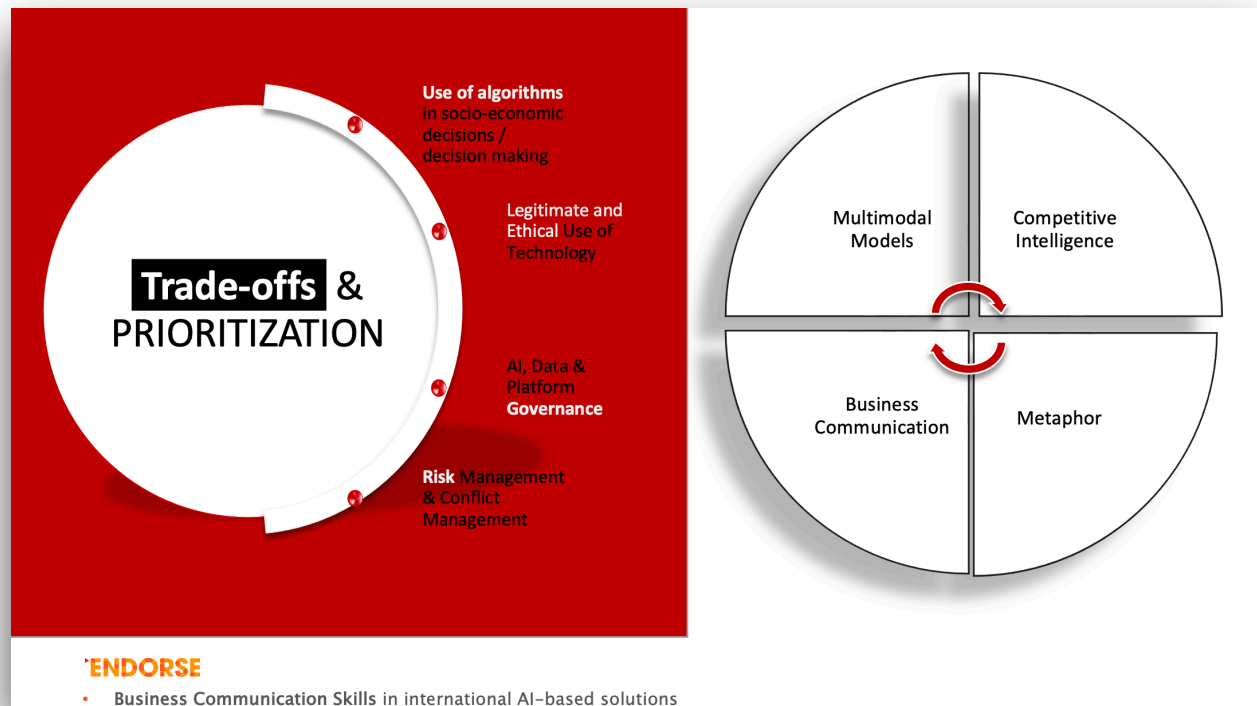 Trade-offs &
PRIORITIZATION
Use of algorithms
in socio-economic
decisions /
decision making
Legitimate and
Ethical Use of
Technology
AI, Data &
Platform
Governance
Risk Management
& Conflict
Management
Multimodal
Models
Competitive
Intelligence
Business
Communication
Metaphor
ENDORSE
• Business Communication Skills in international AI-based solutions